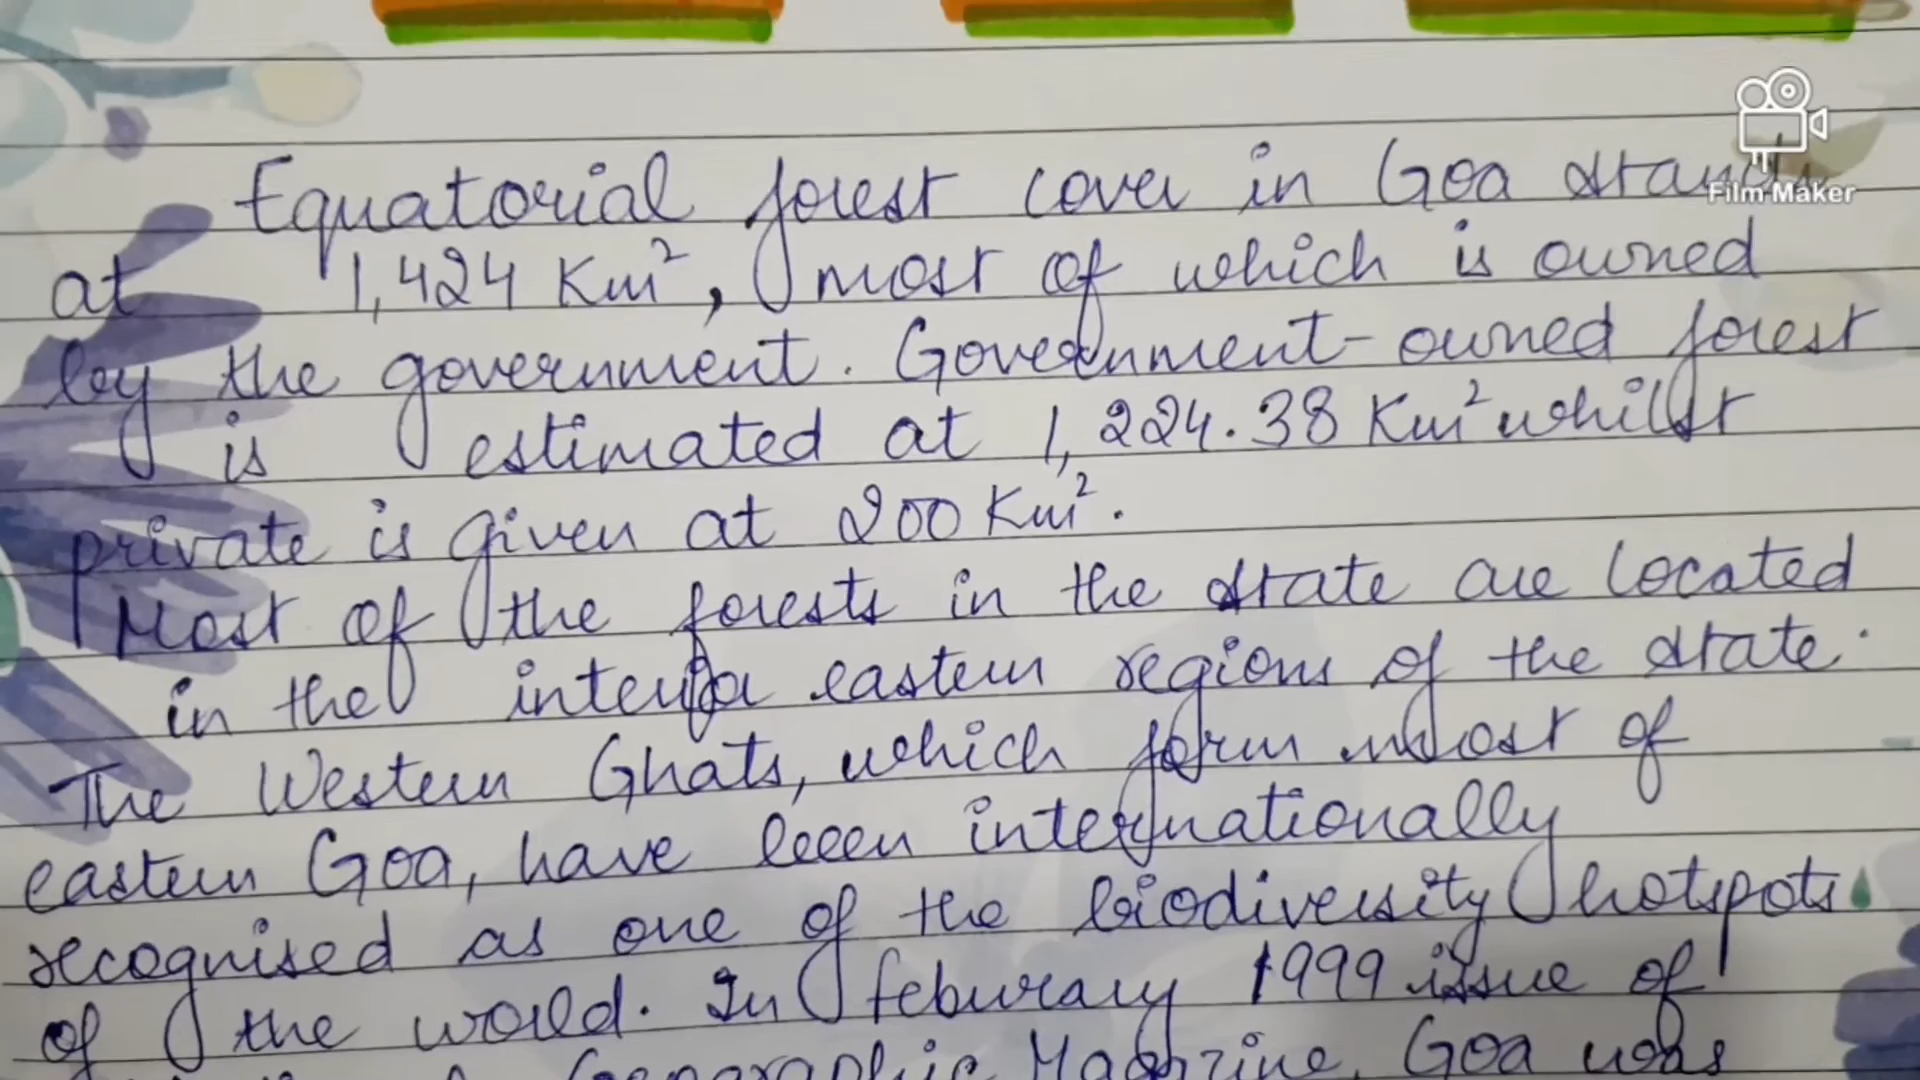 Film Maker
Equatorial forest cover in Goa stands
at 1,424 Km², most of which is owned
by the government. Government-owned forest
is estimated at 1,224.38 Km² whilst
private is given at 200 Km².
Most of the forests in the state are located
in the eastern regions of the state.
The Western Ghats, which form most of
eastern Goa, have been internationally
recognised as one of the biodiversity hotspots
of the world. In feburary 1999 issue of
Geographic Magazine, Goa was